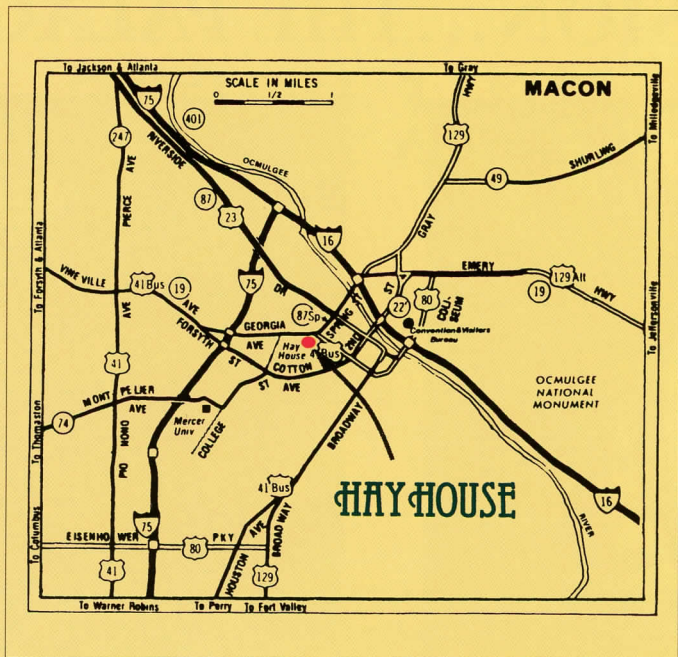 To Jackson & Atlanta
To Gray
SCALE IN MILES
0 1/2 1
MACON
To Milledgeville
75
401
247
RIVERSIDE
AVE
HWY
129
SHURLING
49
OCMULGEE
87
23
PIERCE
GRAY
16
To Forsyth & Atlanta
VINEVILLE
41 Bus
19
AVE
AVE
75
DR
EMERY
129 Alt
19
HWY
ST
22
80
COLISEUM
87Sp
SPRING ST
Convention & Visitors
Bureau
GEORGIA
AVE
FORSYTH
ST
Hay
House
41 Bus
2ND
COTTON
AVE
ST
To Jeffersonville
41
MONTPELIER
AVE
74
Mercer
Univ
COLLEGE
BROADWAY
OCMULGEE
NATIONAL
MONUMENT
To Thomaston
PIO NONO
HAY HOUSE
41 Bus
16
To Columbus
75
EISENHOWER
PKY
80
HOUSTON AVE
BROADWAY
RIVER
41
129
To Warner Robins
To Perry
To Fort Valley